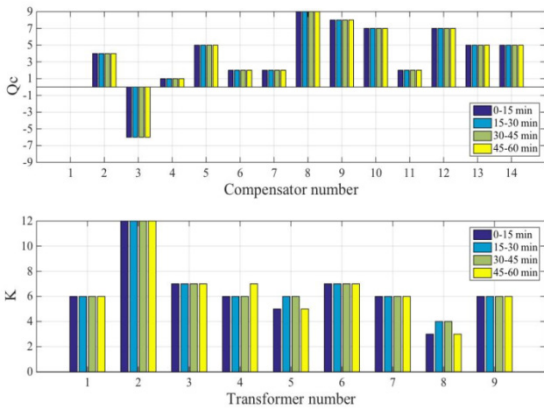 9
7
5
3
1
-1
-3
-5
-7
-9
Qc
0-15 min
15-30 min
30-45 min
45-60 min
1 2 3 4 5 6 7 8 9 10 11 12 13 14
Compensator number
12
10
8
6
4
2
0
K
0-15 min
15-30 min
30-45 min
45-60 min
1 2 3 4 5 6 7 8 9
Transformer number